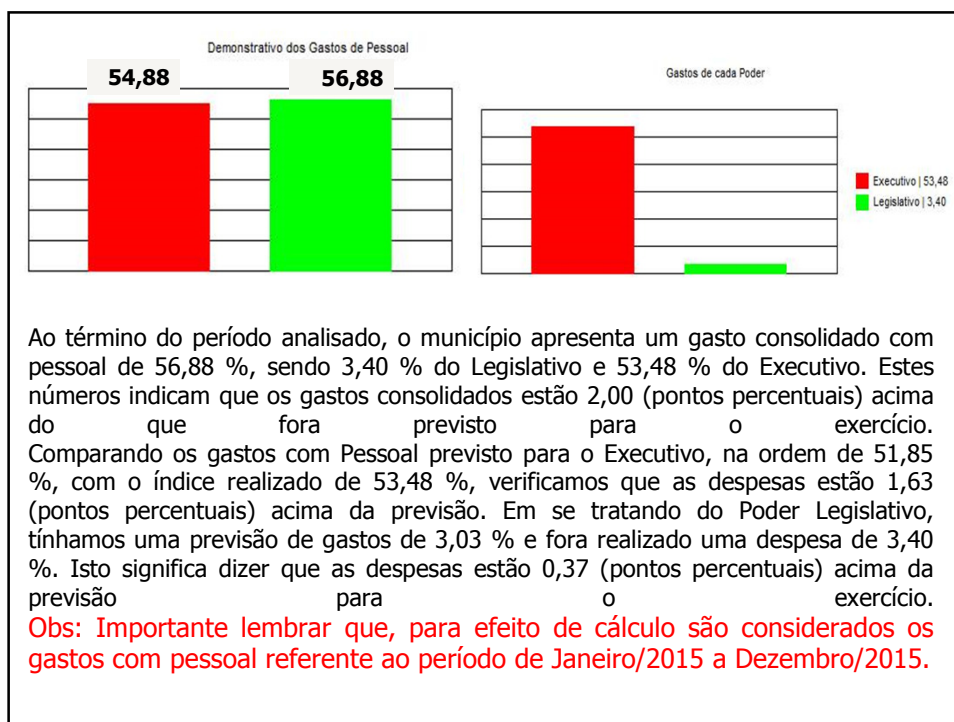 Demonstrativo dos Gastos de Pessoal
54,88
56,88
Gastos de cada Poder
Executivo | 53,48
Legislativo | 3,40
Ao término do período analisado, o município apresenta um gasto consolidado com
pessoal de 56,88 %, sendo 3,40 % do Legislativo e 53,48 % do Executivo. Estes
números indicam que os gastos consolidados estão 2,00 (pontos percentuais) acima
do que fora previsto para o exercício.
Comparando os gastos com Pessoal previsto para o Executivo, na ordem de 51,85
%, com o índice realizado de 53,48 %, verificamos que as despesas estão 1,63
(pontos percentuais) acima da previsão. Em se tratando do Poder Legislativo,
tínhamos uma previsão de gastos de 3,03 % e fora realizado uma despesa de 3,40
%. Isto significa dizer que as despesas estão 0,37 (pontos percentuais) acima da
previsão para o exercício.
Obs: Importante lembrar que, para efeito de cálculo são considerados os
gastos com pessoal referente ao período de Janeiro/2015 a Dezembro/2015.